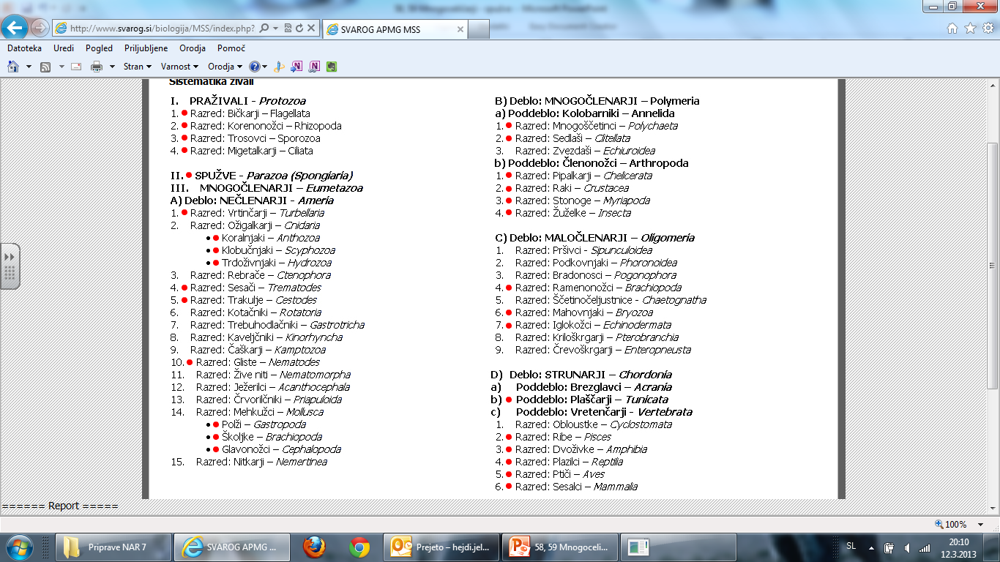 http://www.svarog.si/biologija/MSS/index.php?
SVAROG APMG MSS
Datoteka Uredi Pogled Priljubljene Orodja Pomoč
Stran Varnost Orodja
Sistematika živali
I. PRAŽIVALI - Protozoa
1. Razred: Bičkarji – Flagellata
2. Razred: Korenonožci – Rhizopoda
3. Razred: Trosovci – Sporozoa
4. Razred: Migetalkarji – Ciliata
II. SPUŽVE - Parazoa (Spongiaria)
III. MNOGOČLENARJI – Eumetazoa
A) Deblo: NEČLENARJI - Ameria
1. Razred: Vrtinčarji – Turbellaria
2. Razred: Ožigalkarji – Cnidaria
• Koralnjaki – Anthozoa
• Klobučnjaki – Scyphozoa
• Trdoživnjaki – Hydrozoa
3. Razred: Rebrače – Ctenophora
4. Razred: Sesači – Trematodes
5. Razred: Trakulje – Cestodes
6. Razred: Kotačniki – Rotatoria
7. Razred: Trebuhodlačniki – Gastrotricha
8. Razred: Kaveljčniki – Kinorhyncha
9. Razred: Čaškarji – Kamptozoa
10. Razred: Gliste – Nematodes
11. Razred: Žive niti – Nematomorpha
12. Razred: Ježerilci – Acanthocephala
13. Razred: Črvorilčniki – Priapuloida
14. Razred: Mehkužci – Mollusca
• Polži – Gastropoda
• Školjke – Brachiopoda
• Glavonožci – Cephalopoda
15. Razred: Nitkarji – Nemertinea
B) Deblo: MNOGOČLENARJI – Polymeria
a) Poddeblo: Kolobarniki – Annelida
1. Razred: Mnogoščetinci – Polychaeta
2. Razred: Sedlaši – Clitellata
3. Razred: Zvezdaši – Echiuroidea
b) Poddeblo: Členonožci – Arthropoda
1. Razred: Pipalkarji – Chelicerata
2. Razred: Raki – Crustacea
3. Razred: Stonoge – Myriapoda
4. Razred: Žuželke – Insecta
C) Deblo: MALOČLENARJI – Oligomeria
1. Razred: Pršivci - Sipunculoidea
2. Razred: Podkovnjaki – Phoronoidea
3. Razred: Bradonosci – Pogonophora
4. Razred: Ramenonožci – Brachiopoda
5. Razred: Ščetinočeljustnice - Chaetognatha
6. Razred: Mahovnjaki – Bryozoa
7. Razred: Iglokožci – Echinodermata
8. Razred: Kriloškrgarji – Pterobranchia
9. Razred: Črevoškrgarji – Enteropneusta
D) Deblo: STRUNARJI – Chordonia
a) Poddeblo: Brezglavci – Acrania
b) Poddeblo: Plaščarji – Tunicata
c) Poddeblo: Vretenčarji - Vertebrata
1. Razred: Obloustke – Cyclostomata
2. Razred: Ribe – Pisces
3. Razred: Dvoživke – Amphibia
4. Razred: Plazilci – Reptilia
5. Razred: Ptiči – Aves
6. Razred: Sesalci – Mammalia
====== Report =====
100%
Priprave NAR 7
SVAROG APMG ...
Prejeto – hejdi.jel...
58, 59 Mnogoceli...
SL
20:10
12.3.2013